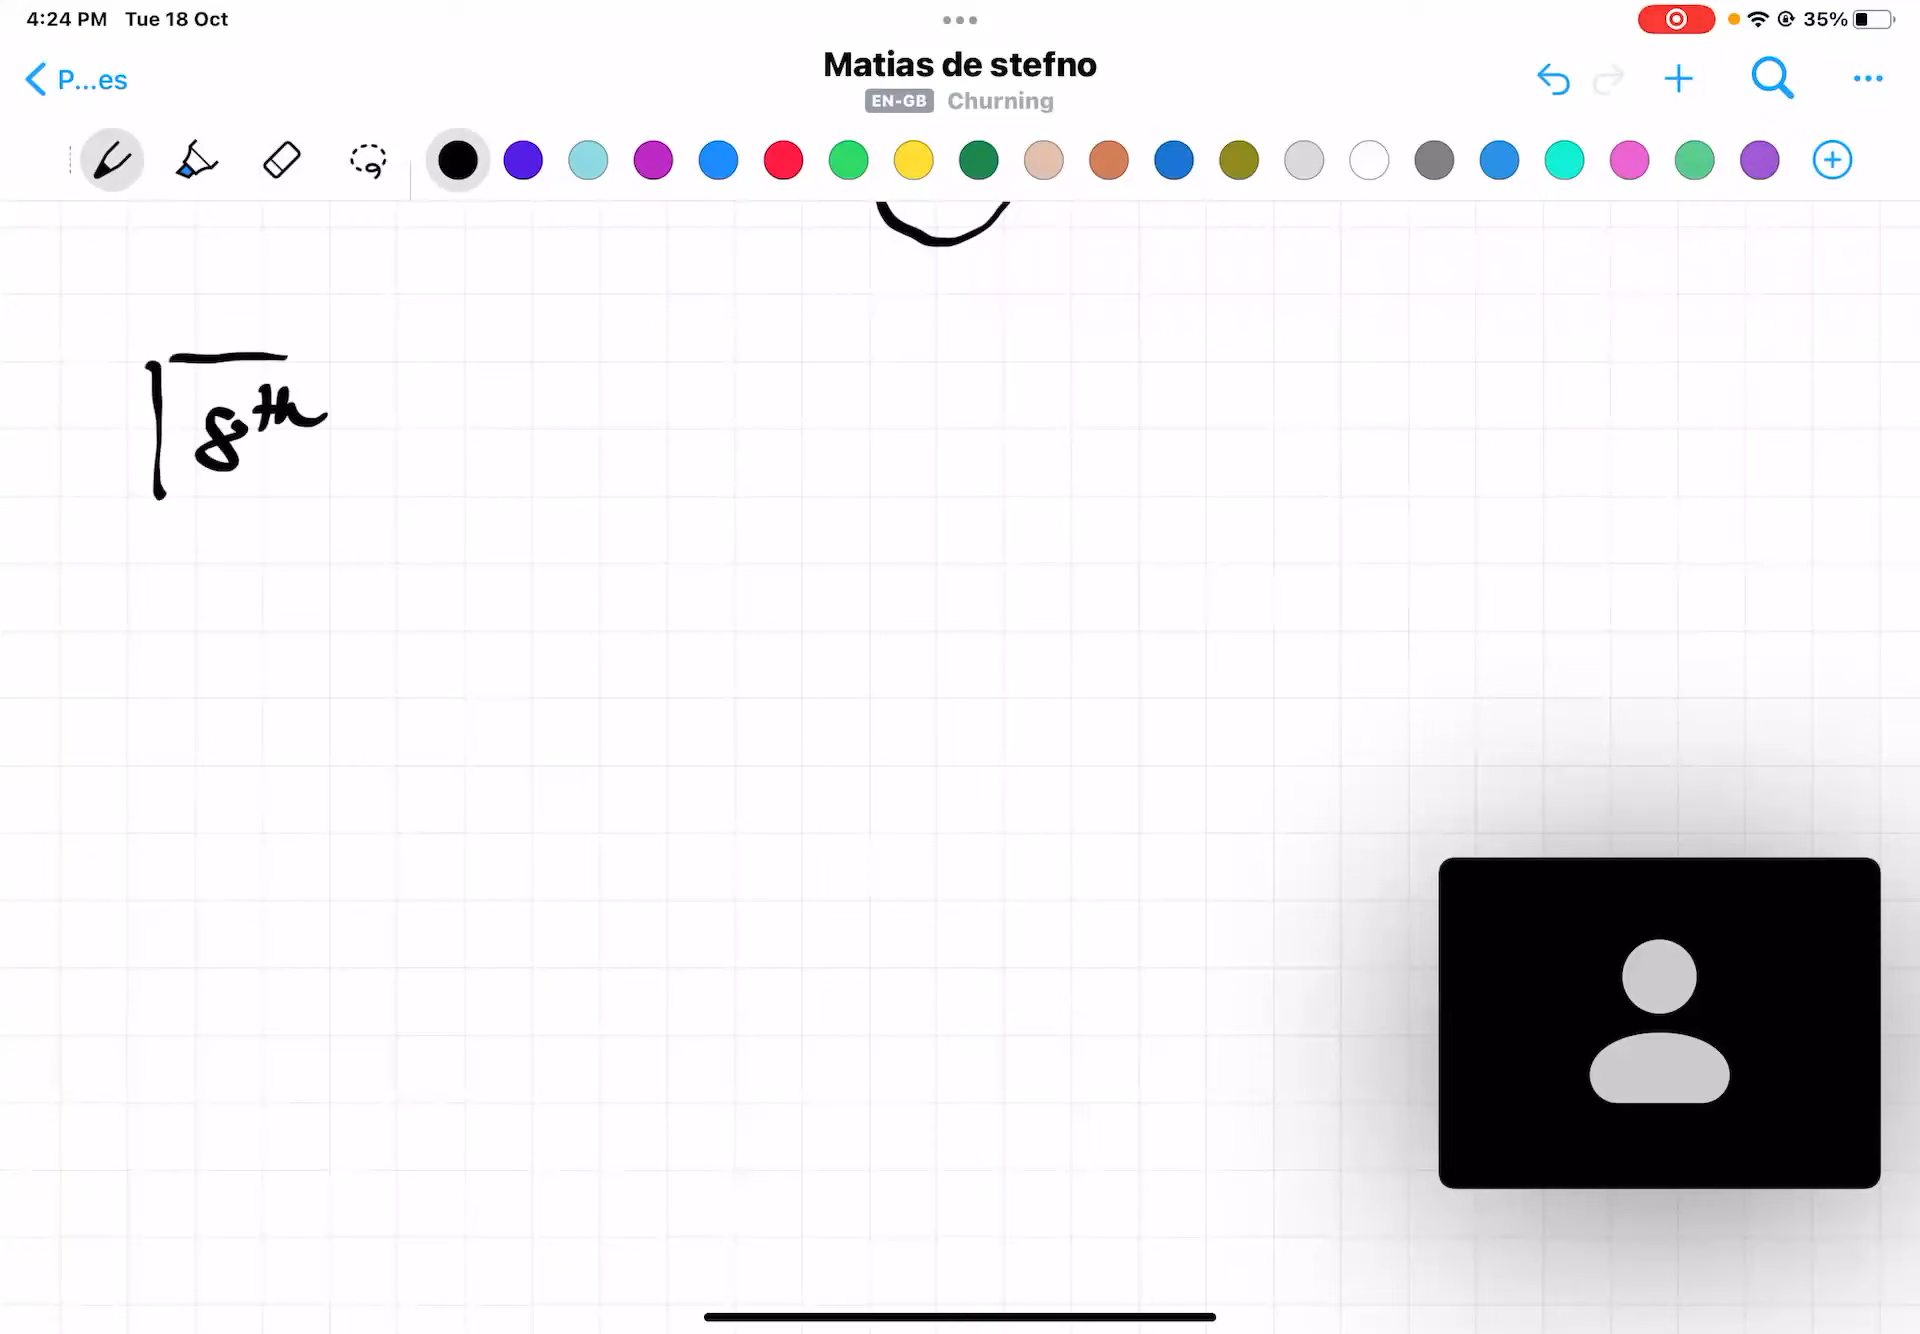 4:24 PM Tue 18 Oct
35%
P...es
Matias de stefno
EN-GB Churning
8th